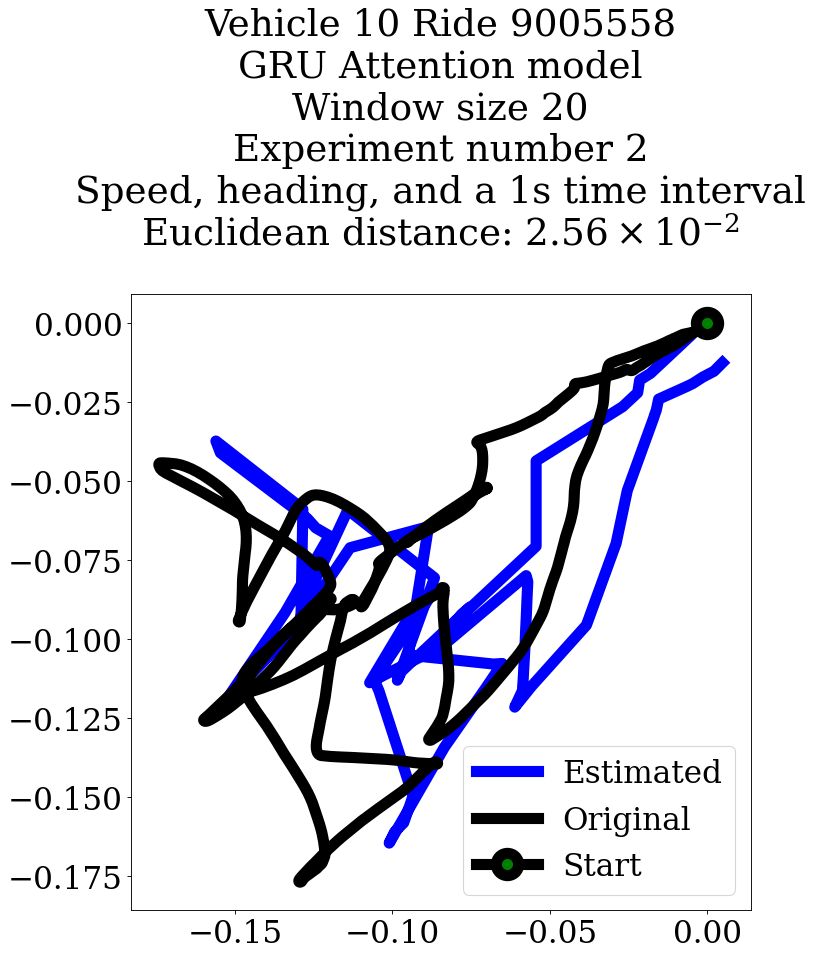 Vehicle 10 Ride 9005558
GRU Attention model
Window size 20
Experiment number 2
Speed, heading, and a 1s time interval
Euclidean distance: 2.56 × 10⁻²
0.000
−0.025
−0.050
−0.075
−0.100
−0.125
−0.150
−0.175
Estimated
Original
Start
−0.15
−0.10
−0.05
0.00